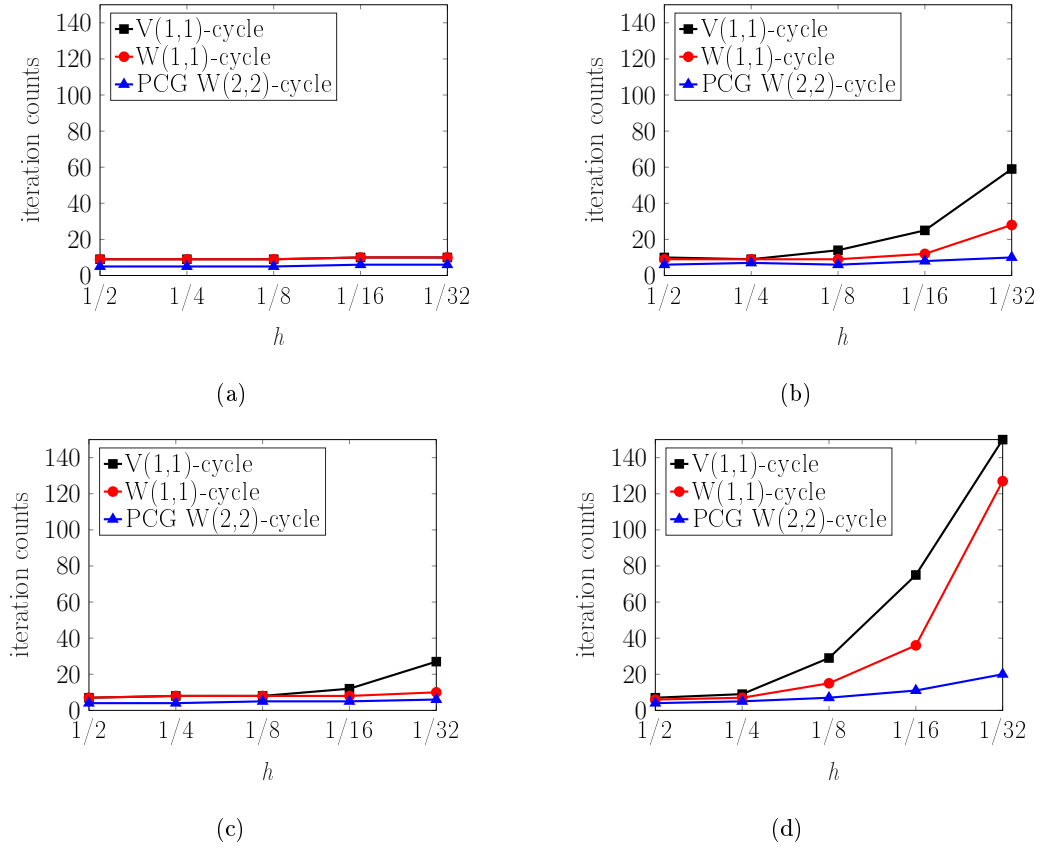 140
120
100
80
60
40
20
0
iteration counts
V(1,1)-cycle
W(1,1)-cycle
PCG W(2,2)-cycle
1/2 1/4 1/8 1/16 1/32
h
(a)
140
120
100
80
60
40
20
0
iteration counts
V(1,1)-cycle
W(1,1)-cycle
PCG W(2,2)-cycle
1/2 1/4 1/8 1/16 1/32
h
(b)
140
120
100
80
60
40
20
0
iteration counts
V(1,1)-cycle
W(1,1)-cycle
PCG W(2,2)-cycle
1/2 1/4 1/8 1/16 1/32
h
(c)
140
120
100
80
60
40
20
0
iteration counts
V(1,1)-cycle
W(1,1)-cycle
PCG W(2,2)-cycle
1/2 1/4 1/8 1/16 1/32
h
(d)